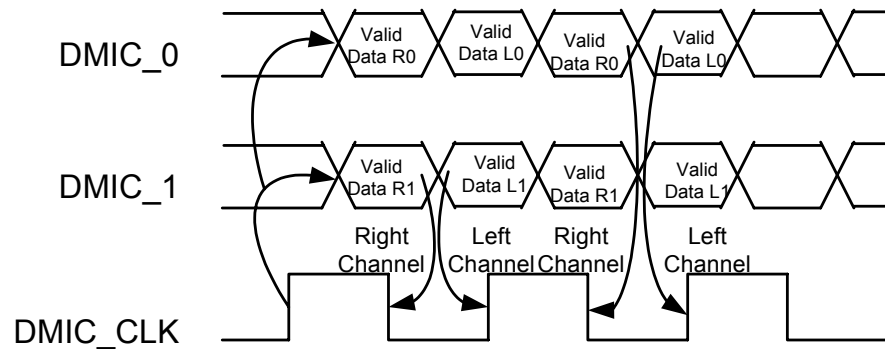 DMIC_0
Valid
Data R0
Valid
Data L0
Valid
Data R0
Valid
Data L0
DMIC_1
Valid
Data R1
Valid
Data L1
Valid
Data R1
Valid
Data L1
Right
Channel
Left
Channel
Right
Channel
Left
Channel
DMIC_CLK